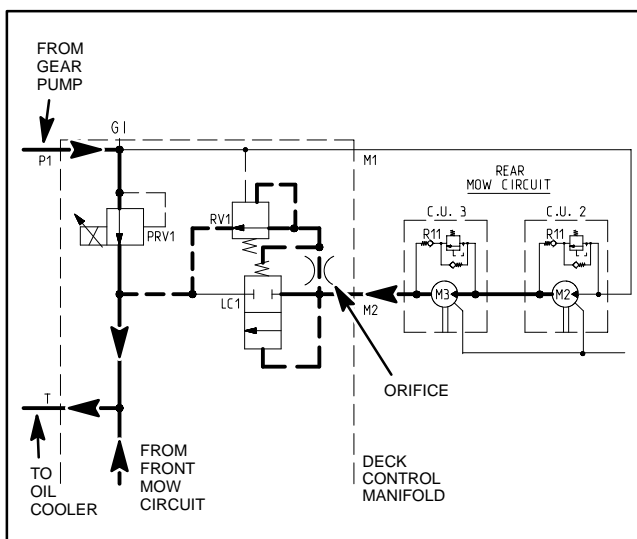 FROM
GEAR
PUMP
G1
P1
M1
REAR
MOW CIRCUIT
C.U. 3
C.U. 2
RV1
R11
R11
L
L
PRV1
LC1
M3
M2
M2
ORIFICE
T
TO
OIL
COOLER
FROM
FRONT
MOW
CIRCUIT
DECK
CONTROL
MANIFOLD